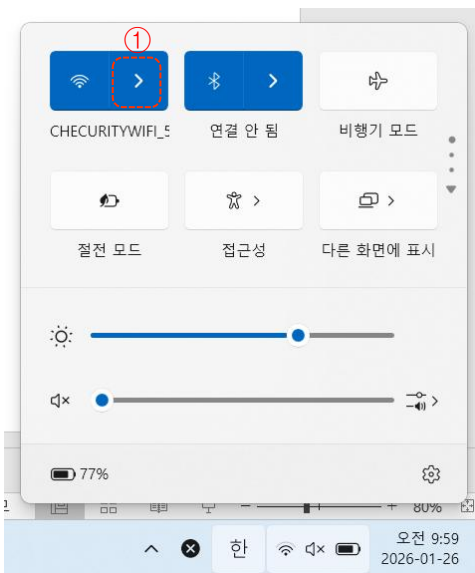 ①
CHECURITYWIFI_5
연결 안 됨
비행기 모드
절전 모드
접근성
다른 화면에 표시
77%
80%
한
오전 9:59
2026-01-26